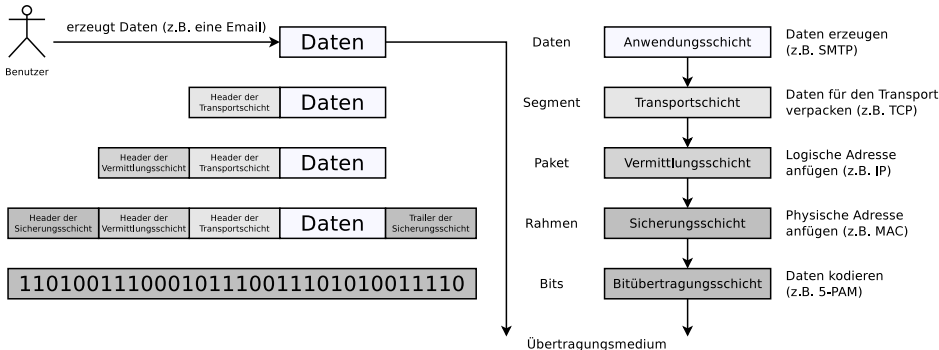 erzeugt Daten (z.B. eine Email)
Benutzer
Daten
Daten
Anwendungsschicht
Daten erzeugen
(z.B. SMTP)
Header der
Transportschicht
Daten
Segment
Transportschicht
Daten für den Transport
verpacken (z.B. TCP)
Header der
Vermittlungsschicht
Header der
Transportschicht
Daten
Paket
Vermittlungsschicht
Logische Adresse
anfügen (z.B. IP)
Header der
Sicherungsschicht
Header der
Vermittlungsschicht
Header der
Transportschicht
Daten
Trailer der
Sicherungsschicht
Rahmen
Sicherungsschicht
Physische Adresse
anfügen (z.B. MAC)
110100111000101110011101010011110
Bits
Bitübertragungsschicht
Daten kodieren
(z.B. 5-PAM)
Übertragungsmedium